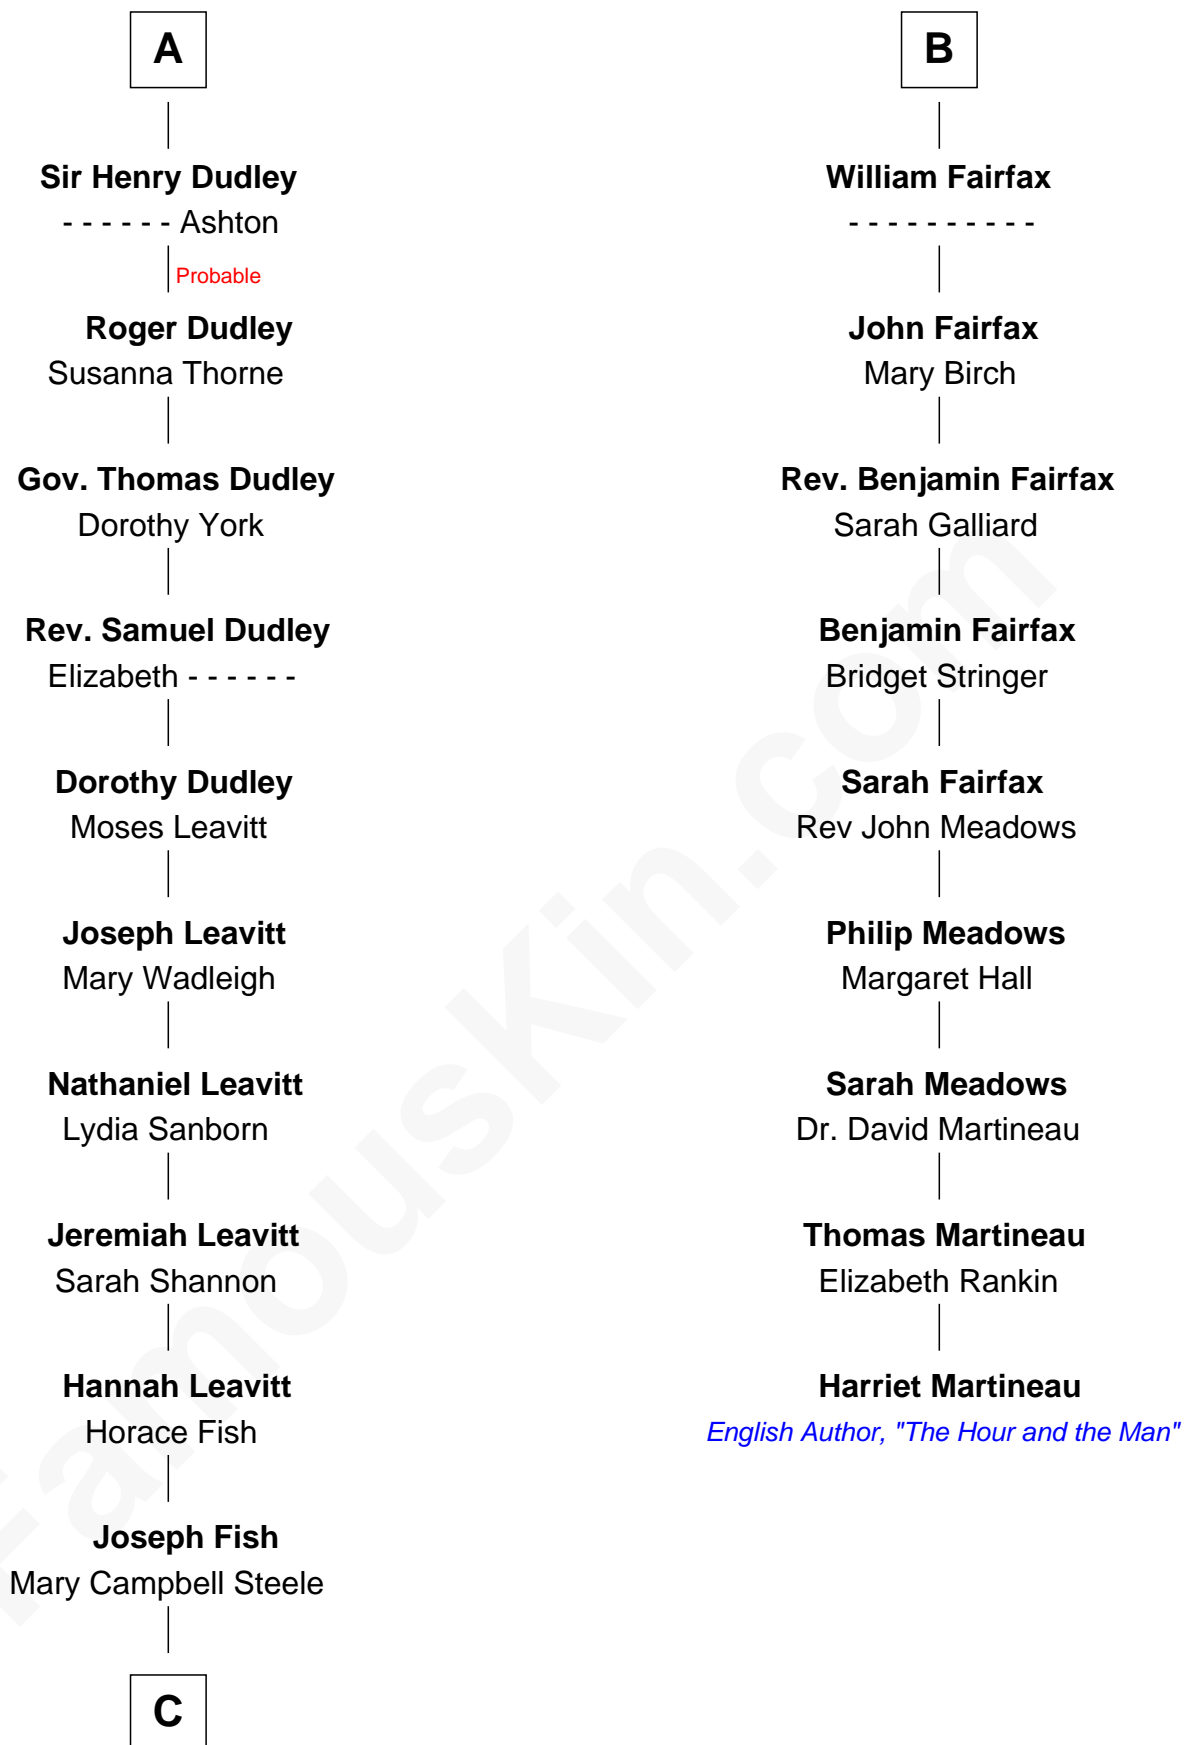 A
Sir Henry Dudley
- - - - - - Ashton
Probable
Roger Dudley
Susanna Thorne
Gov. Thomas Dudley
Dorothy York
Rev. Samuel Dudley
Elizabeth - - - - - -
Dorothy Dudley
Moses Leavitt
Joseph Leavitt
Mary Wadleigh
Nathaniel Leavitt
Lydia Sanborn
Jeremiah Leavitt
Sarah Shannon
Hannah Leavitt
Horace Fish
Joseph Fish
Mary Campbell Steele
C
B
William Fairfax
- - - - - - - - - -
John Fairfax
Mary Birch
Rev. Benjamin Fairfax
Sarah Galliard
Benjamin Fairfax
Bridget Stringer
Sarah Fairfax
Rev John Meadows
Philip Meadows
Margaret Hall
Sarah Meadows
Dr. David Martineau
Thomas Martineau
Elizabeth Rankin
Harriet Martineau
English Author, "The Hour and the Man"
FamousKin.com